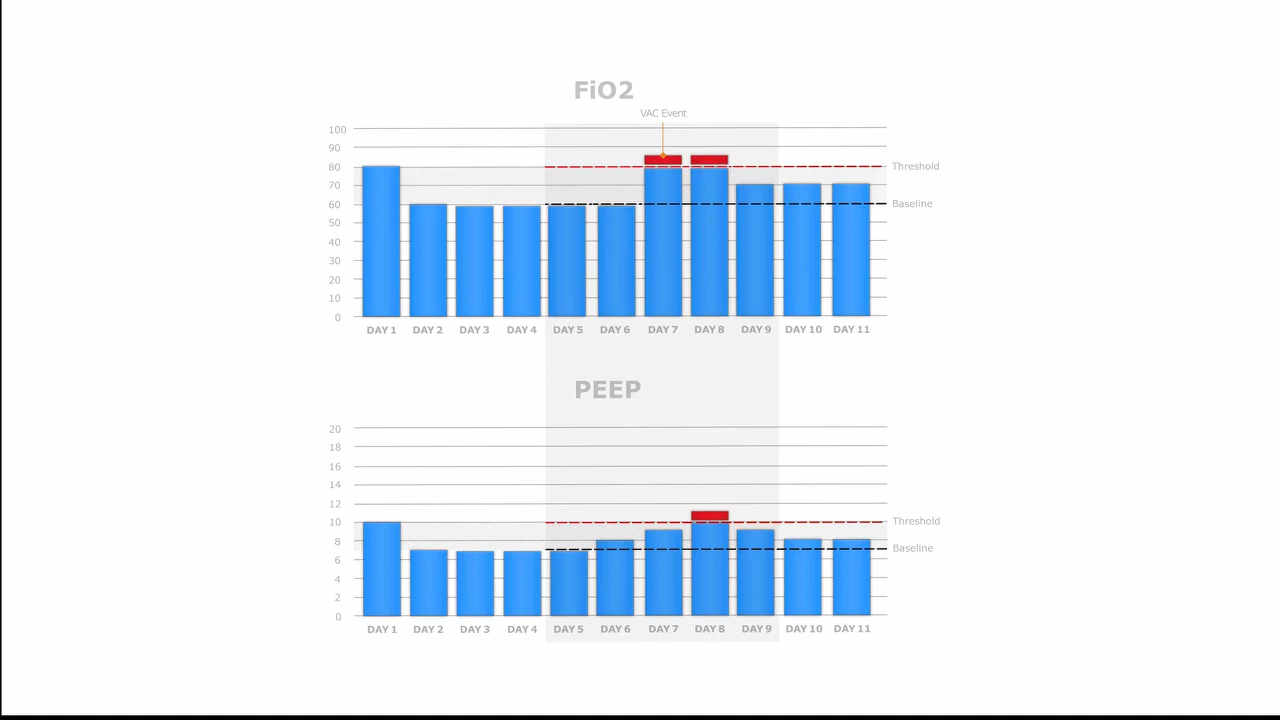 FiO2
VAC Event
100
90
80
Threshold
70
60
Baseline
50
40
30
20
10
0
DAY 1 DAY 2 DAY 3 DAY 4 DAY 5 DAY 6 DAY 7 DAY 8 DAY 9 DAY 10 DAY 11
PEEP
20
18
16
14
12
10
Threshold
8
Baseline
6
4
2
0
DAY 1 DAY 2 DAY 3 DAY 4 DAY 5 DAY 6 DAY 7 DAY 8 DAY 9 DAY 10 DAY 11